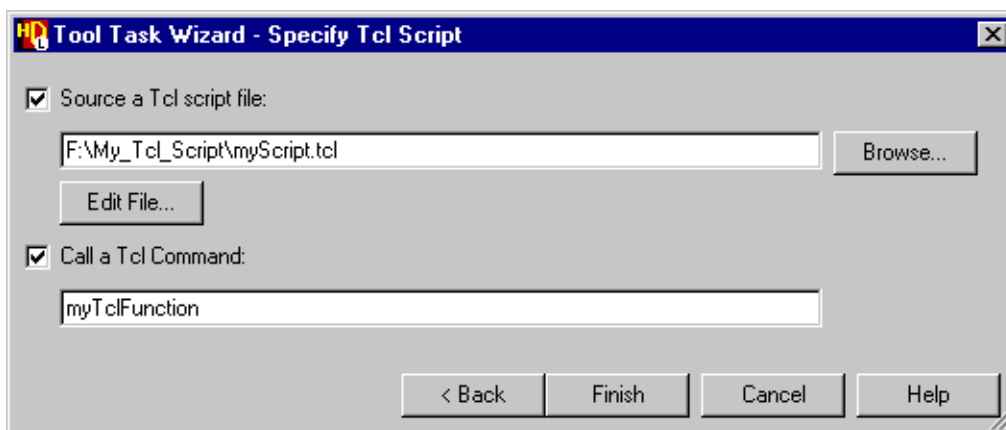 HDL Tool Task Wizard - Specify Tcl Script
Source a Tcl script file:
F:\My_Tcl_Script\myScript.tcl Browse...
Edit File...
Call a Tcl Command:
myTclFunction
< Back Finish Cancel Help